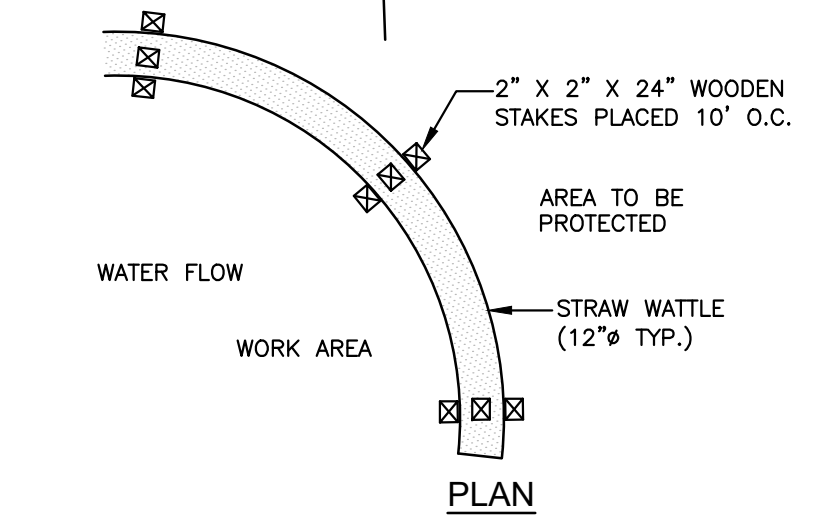 2” X 2” X 24” WOODEN
STAKES PLACED 10’ O.C.
AREA TO BE
PROTECTED
WATER FLOW
STRAW WATTLE
(12”ø TYP.)
WORK AREA
PLAN